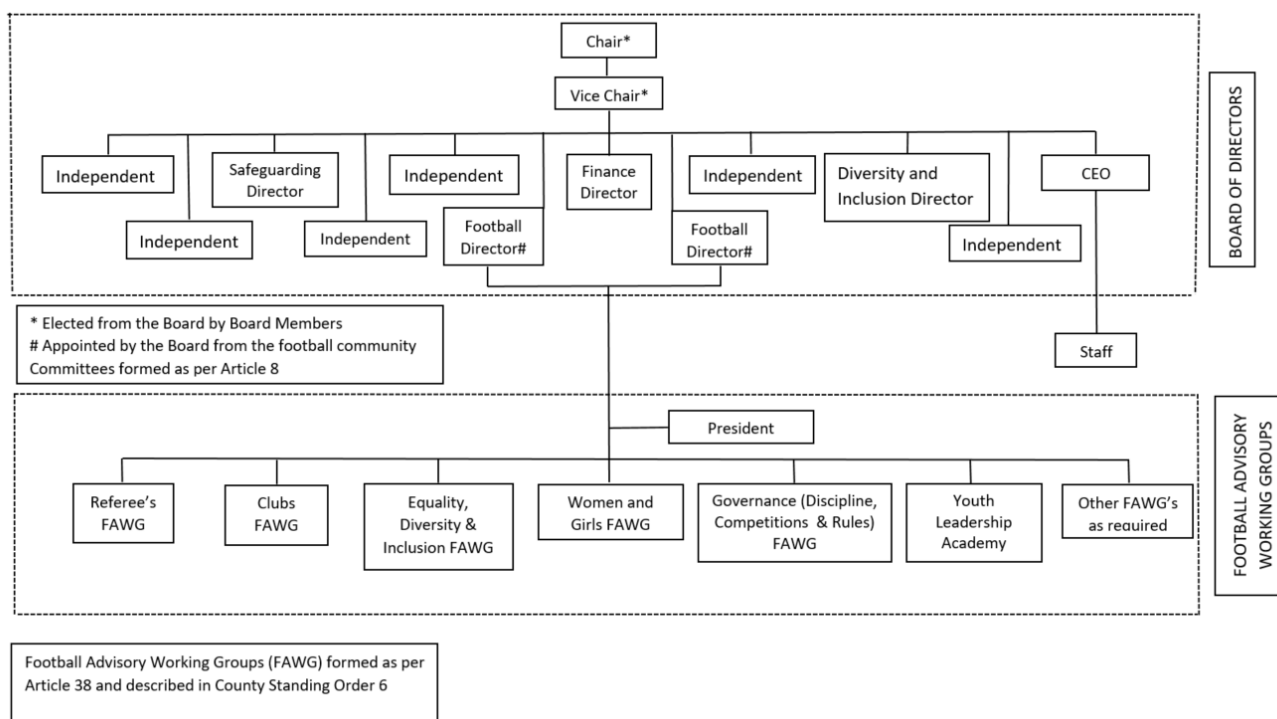 Chair*
Vice Chair*
Independent
Safeguarding
Director
Independent
Finance
Director
Independent
Diversity and
Inclusion Director
CEO
Independent
Independent
Football
Director#
Football
Director#
Independent
BOARD OF DIRECTORS
* Elected from the Board by Board Members
# Appointed by the Board from the football community
Committees formed as per Article 8
Staff
President
Referee's
FAWG
Clubs
FAWG
Equality,
Diversity &
Inclusion FAWG
Women and
Girls FAWG
Governance (Discipline,
Competitions & Rules)
FAWG
Youth
Leadership
Academy
Other FAWG's
as required
FOOTBALL ADVISORY
WORKING GROUPS
Football Advisory Working Groups (FAWG) formed as per
Article 38 and described in County Standing Order 6